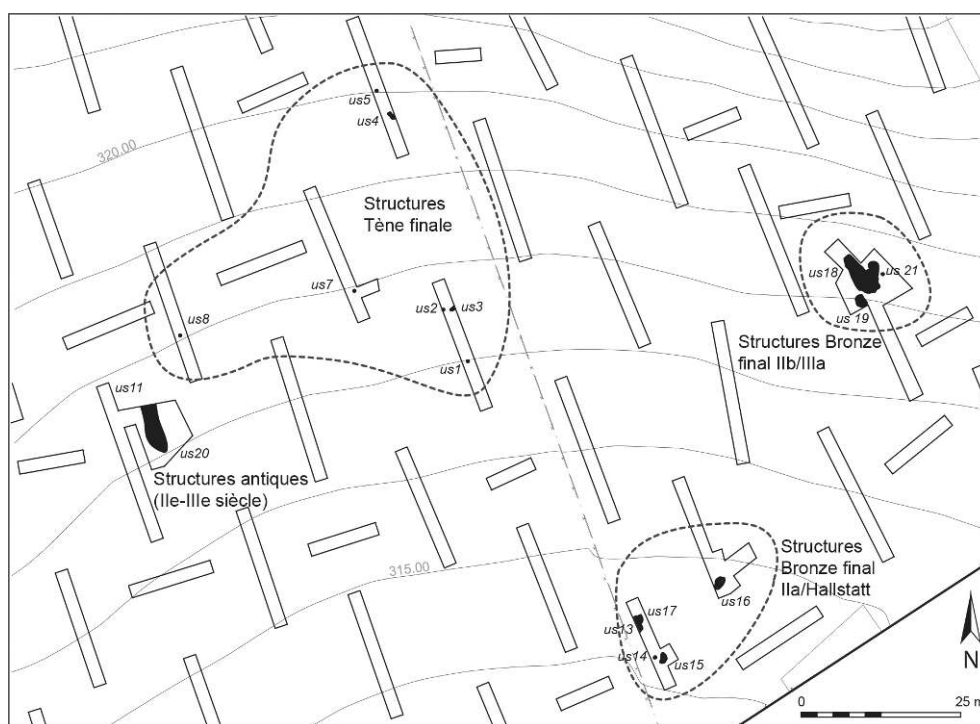 us5
us4
320.00
Structures
Tène finale
us7
us2
us3
us8
us1
us18
us 21
us 19
Structures Bronze
final IIb/IIIa
us11
us20
Structures antiques
(IIe-IIIe siècle)
315.00
Structures
Bronze final
IIa/Hallstatt
us16
us17
us13
us14
us15
N
0
25 m